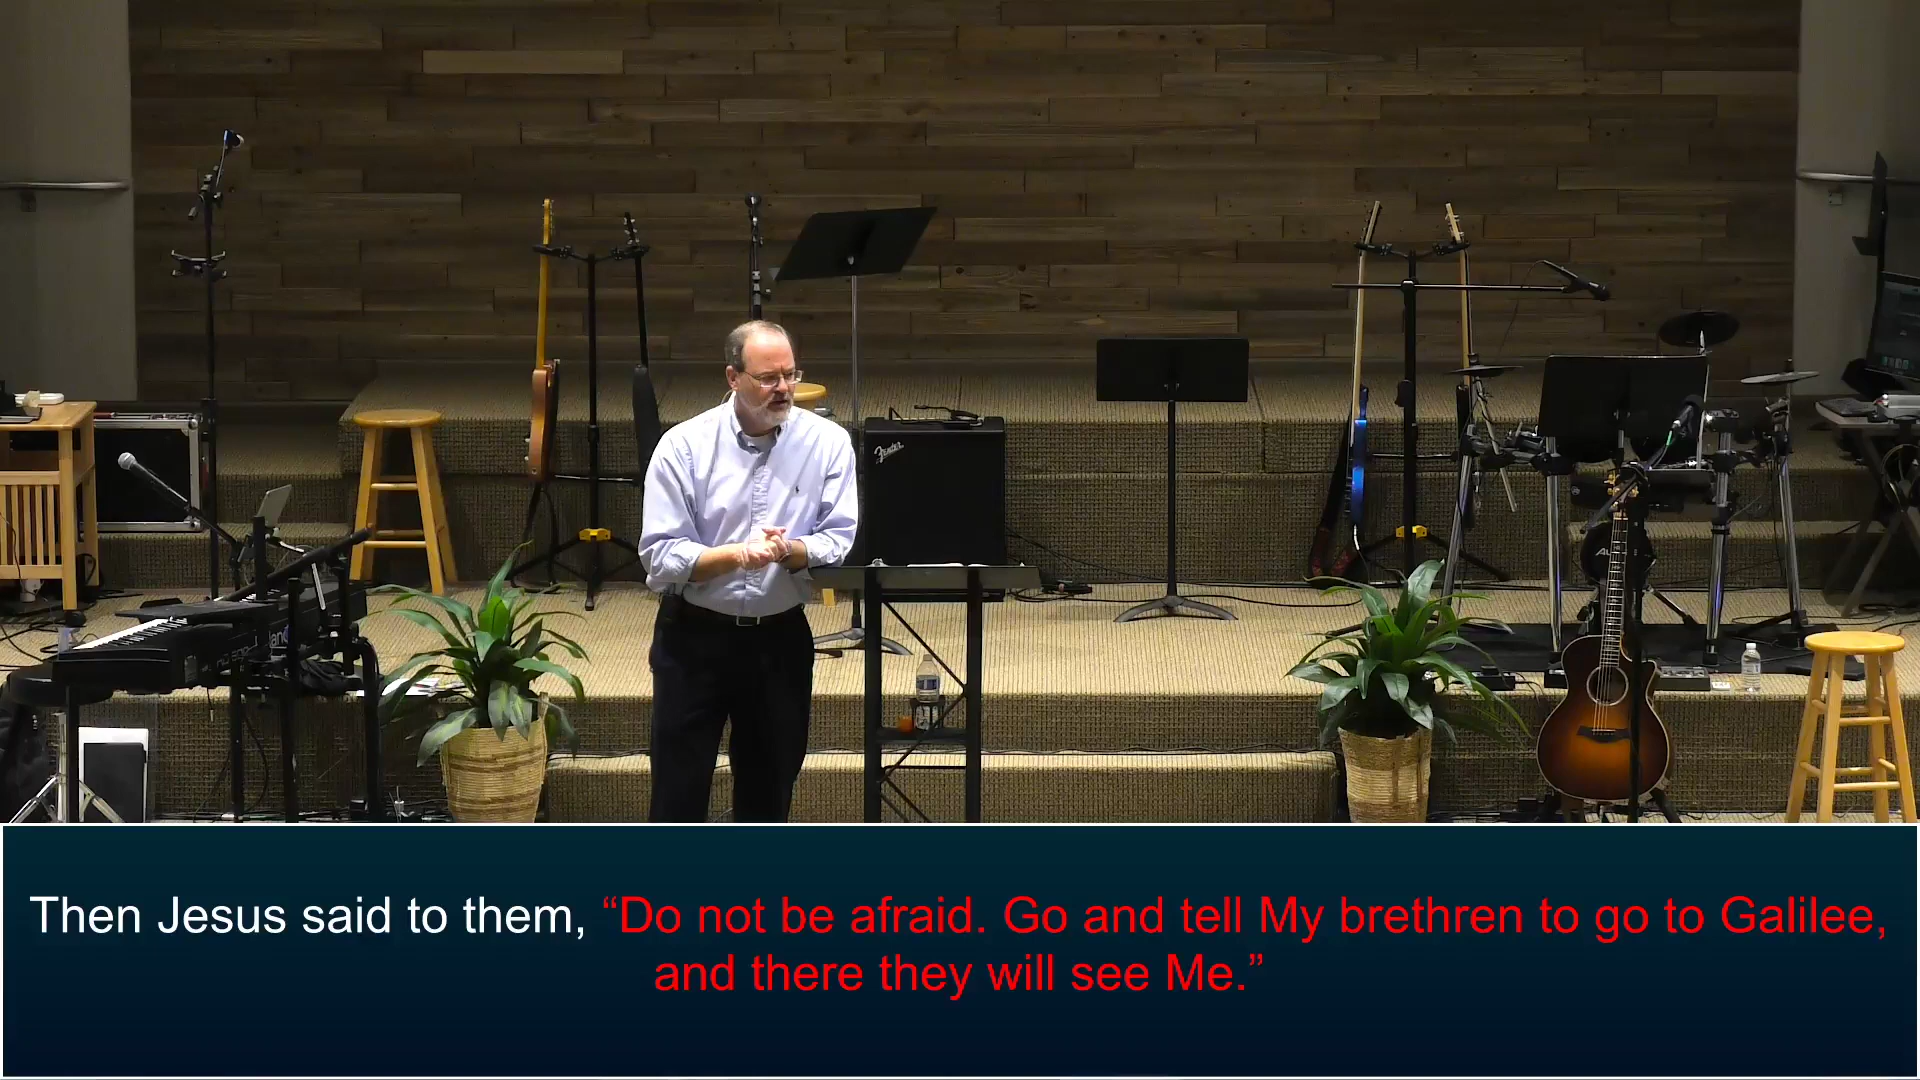 Fender
Then Jesus said to them, “Do not be afraid. Go and tell My brethren to go to Galilee,
and there they will see Me.”